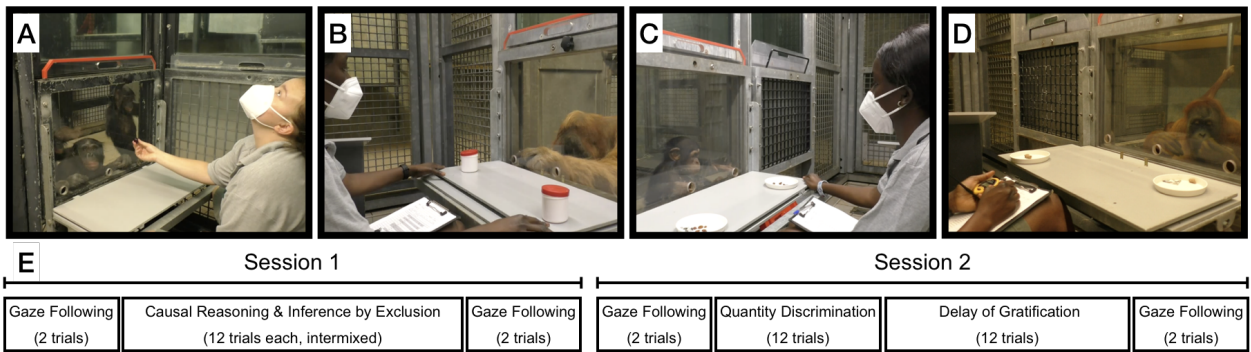 A
B
C
D
E
Session 1
Session 2
Gaze Following
(2 trials)
Causal Reasoning & Inference by Exclusion
(12 trials each, intermixed)
Gaze Following
(2 trials)
Gaze Following
(2 trials)
Quantity Discrimination
(12 trials)
Delay of Gratification
(12 trials)
Gaze Following
(2 trials)